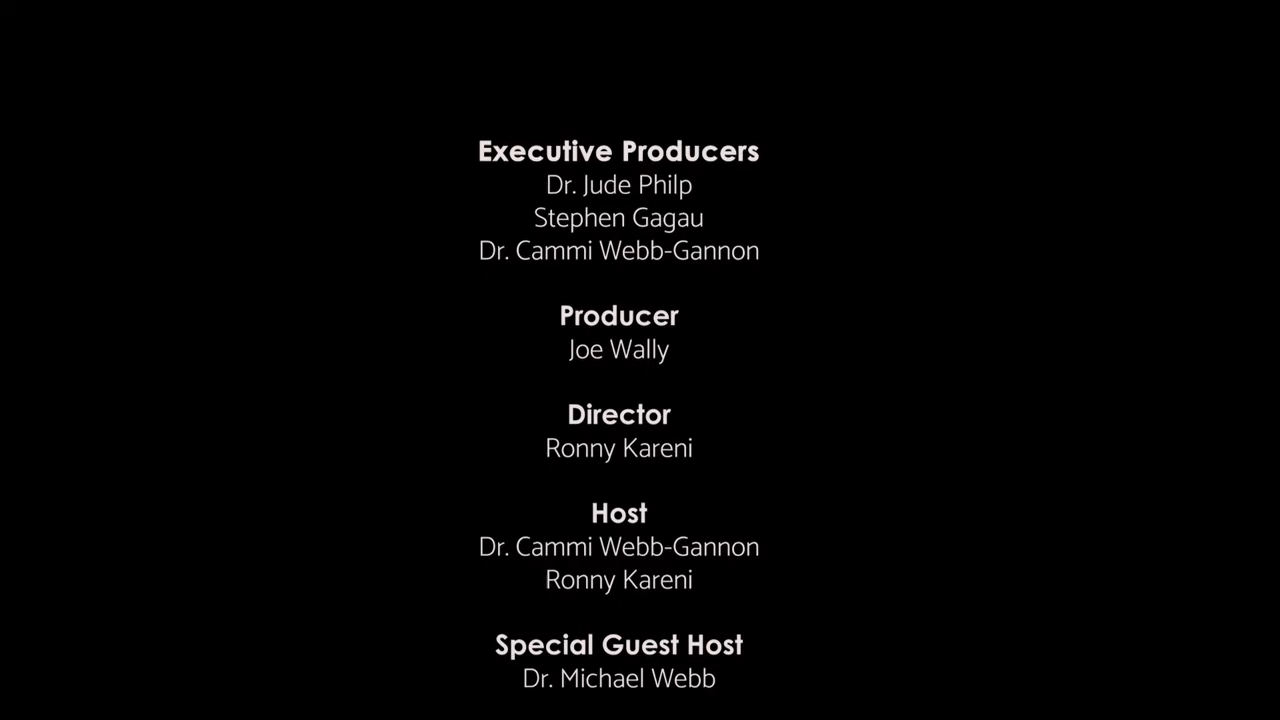 Executive Producers
Dr. Jude Philp
Stephen Gagau
Dr. Cammi Webb-Gannon
Producer
Joe Wally
Director
Ronny Kareni
Host
Dr. Cammi Webb-Gannon
Ronny Kareni
Special Guest Host
Dr. Michael Webb